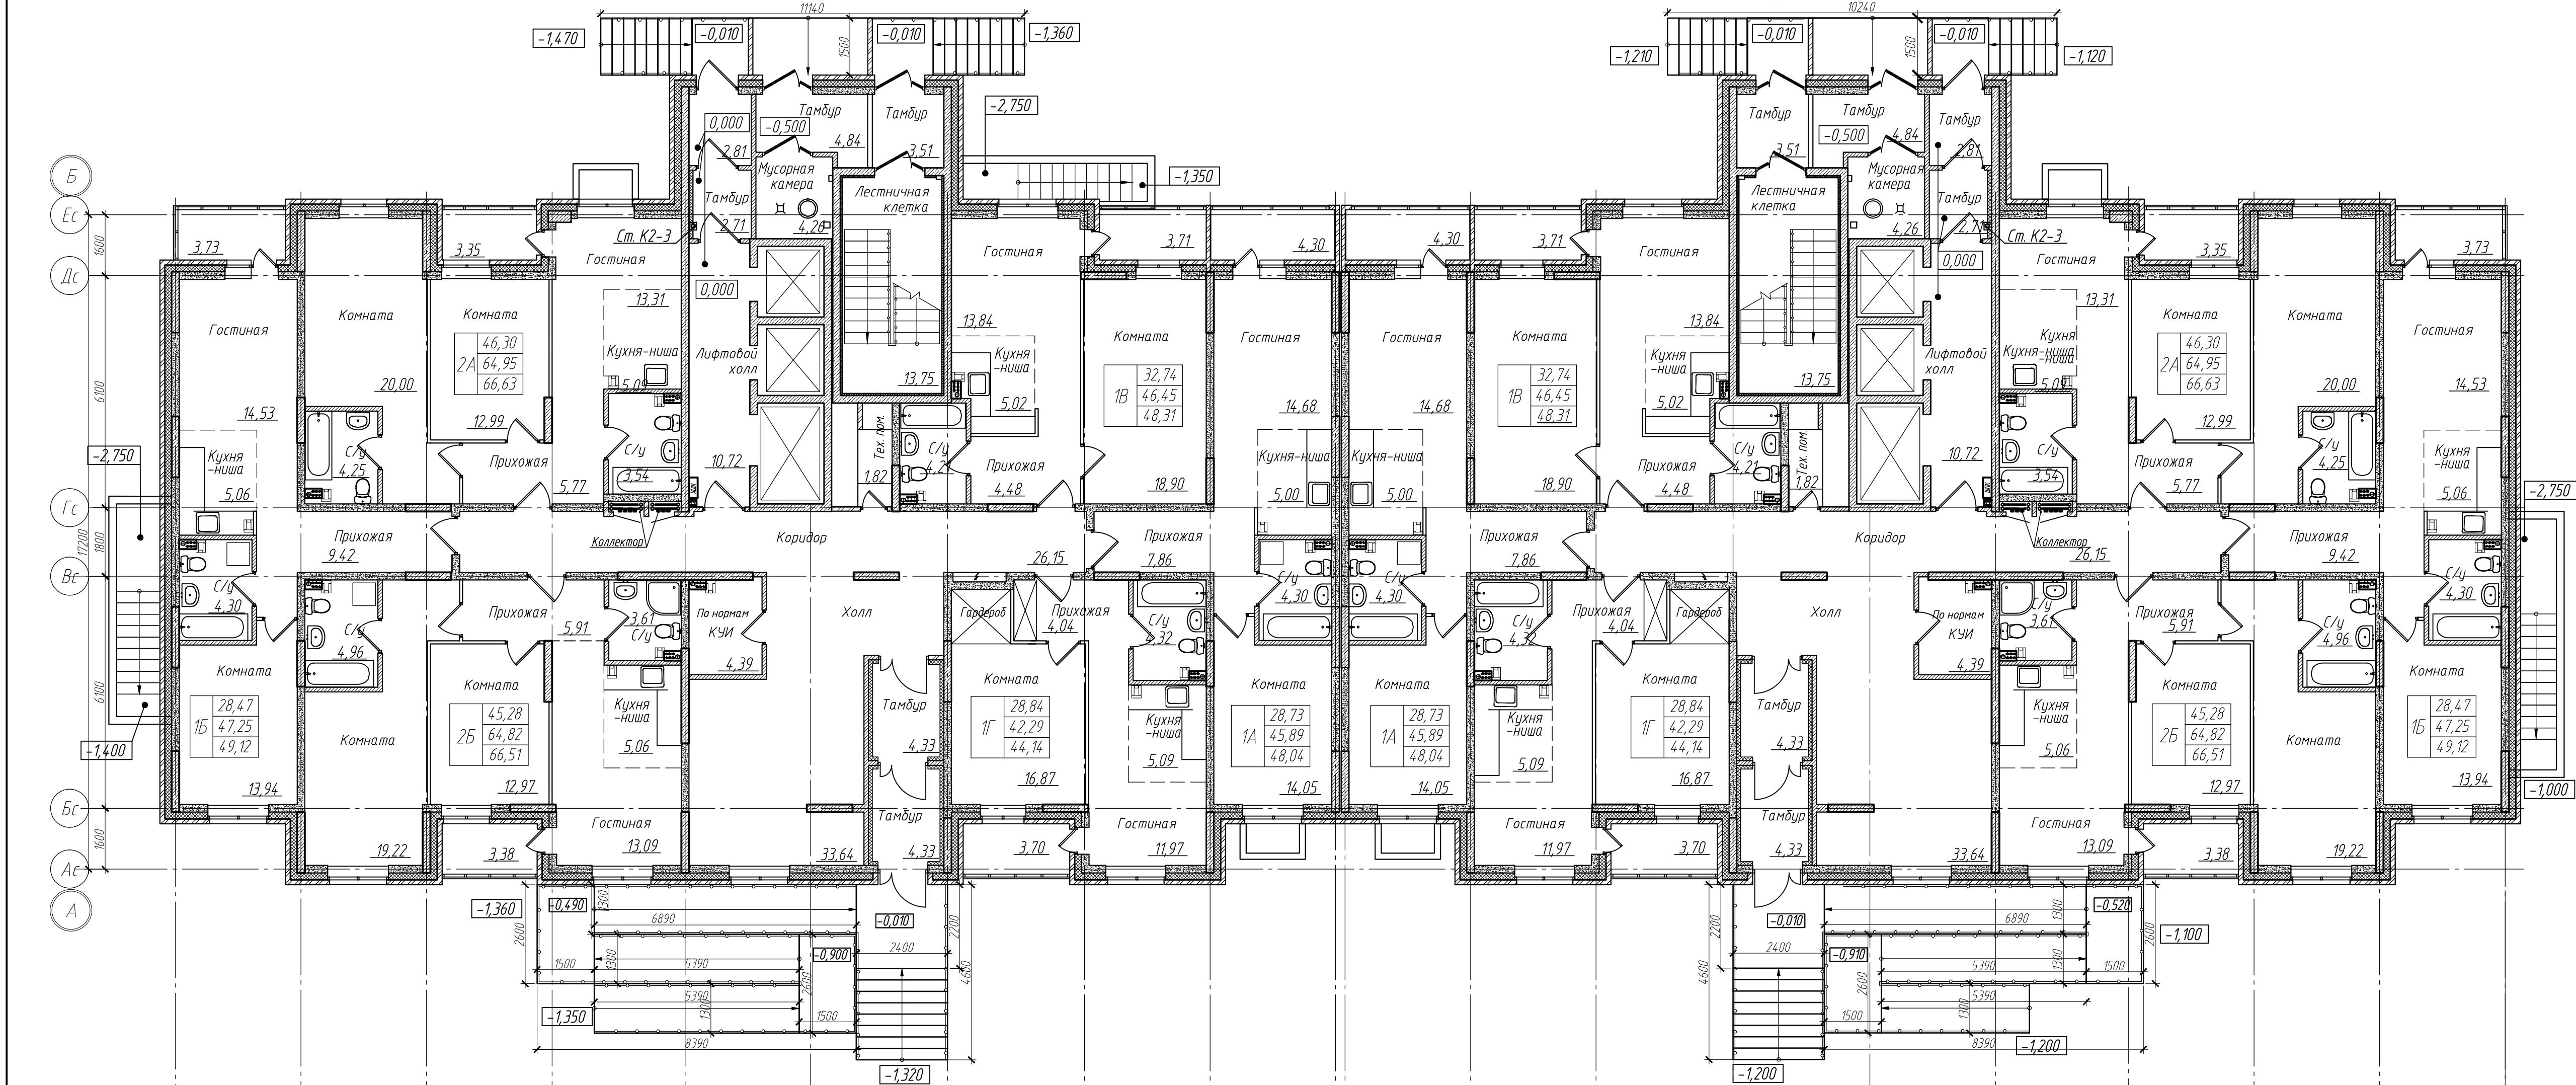 11140
10240
-1,470
-0,010
1500
-0,010
-1,360
-1,210
-0,010
1500
-0,010
-1,120
Тамбур
4,84
Тамбур
3,51
-2,750
-1,350
0,000
-0,500
2,81
Мусорная
камера
4,26
Тамбур
2,71
Ст. К2-3
Лестничная
клетка
13,75
Тамбур
3,51
Тамбур
4,84
-0,500
Тамбур
2,81
Мусорная
камера
4,26
Тамбур
2,71
Ст. К2-3
0,000
Лестничная
клетка
13,75
Б
Ес
Дс
Гс
Вс
Бс
Ас
А
1600
6100
1800
17200
6100
1600
3,73
3,35
Гостиная
13,31
0,000
Гостиная
13,84
3,71
4,30
4,30
3,71
Гостиная
13,84
Гостиная
13,31
3,35
3,73
Гостиная
14,53
Комната
20,00
Комната
2А
46,30
64,95
66,63
12,99
Кухня-ниша
5,09
Лифтовой
холл
10,72
Кухня
-ниша
5,02
Комната
1В
32,74
46,45
48,31
18,90
Гостиная
14,68
Гостиная
14,68
Комната
1В
32,74
46,45
48,31
18,90
Кухня
-ниша
5,02
Лифтовой
холл
10,72
Кухня-ниша
-ниша
Кухня
5,09
Комната
2А
46,30
64,95
66,63
12,99
Комната
20,00
Гостиная
14,53
-2,750
Кухня
-ниша
5,06
С/у
4,25
Прихожая
5,77
С/у
3,54
Тех. пом.
1,82
С/у
4,21
Прихожая
4,48
Кухня-ниша
5,00
Кухня-ниша
5,00
Прихожая
4,48
С/у
4,21
Тех. пом.
1,82
С/у
3,54
Прихожая
5,77
С/у
4,25
Кухня
-ниша
5,06
-2,750
Прихожая
9,42
Коллектор
Коридор
26,15
Прихожая
7,86
Прихожая
7,86
Коридор
Коллектор
26,15
Прихожая
9,42
С/у
4,30
С/у
4,96
Прихожая
5,91
3,61
С/у
По нормам
КУИ
4,39
Холл
33,64
Гардероб
Прихожая
4,04
С/у
4,32
С/у
4,30
С/у
4,30
С/у
4,32
Прихожая
4,04
Гардероб
Холл
33,64
По нормам
КУИ
4,39
С/у
3,61
Прихожая
5,91
С/у
4,96
С/у
4,30
-1,400
Комната
1Б
28,47
47,25
49,12
13,94
Комната
19,22
Комната
2Б
45,28
64,82
66,51
12,97
Кухня
-ниша
5,06
Тамбур
4,33
Комната
1Г
28,84
42,29
44,14
16,87
Кухня
-ниша
5,09
Комната
1А
28,73
45,89
48,04
14,05
Комната
1А
28,73
45,89
48,04
14,05
Кухня
-ниша
5,09
Комната
1Г
28,84
42,29
44,14
16,87
Тамбур
4,33
Кухня
-ниша
5,06
Комната
2Б
45,28
64,82
66,51
12,97
Комната
19,22
Комната
1Б
28,47
47,25
49,12
13,94
-1,000
3,38
Гостиная
13,09
Тамбур
4,33
3,70
Гостиная
11,97
Гостиная
11,97
3,70
Тамбур
4,33
Гостиная
13,09
3,38
-1,360
-0,490
1300
6890
2600
-0,010
2200
-0,900
2400
1500
1300
5390
5390
1300
2600
1500
4600
-1,350
8390
-1,320
2200
-0,010
2400
-0,910
4600
6890
1300
-0,520
2600
-1,100
5390
1300
1500
5390
2600
1500
1300
8390
-1,200
-1,200